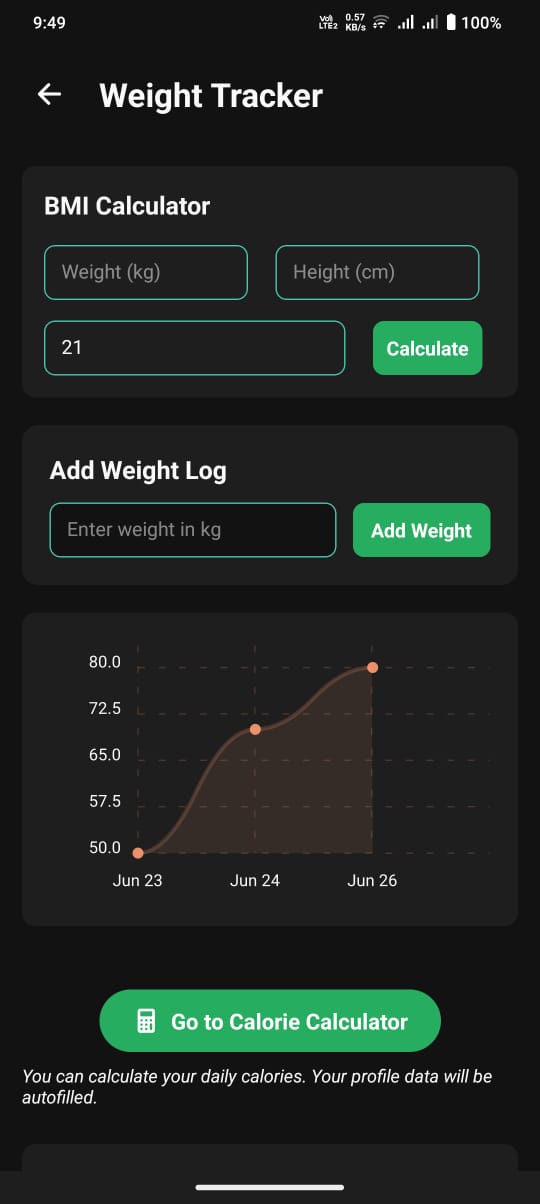 9:49
Vo)) LTE2 0.57 KB/s 100%
Weight Tracker
BMI Calculator
Weight (kg) Height (cm)
21 Calculate
Add Weight Log
Enter weight in kg Add Weight
80.0
72.5
65.0
57.5
50.0
Jun 23 Jun 24 Jun 26
Go to Calorie Calculator
You can calculate your daily calories. Your profile data will be
autofilled.